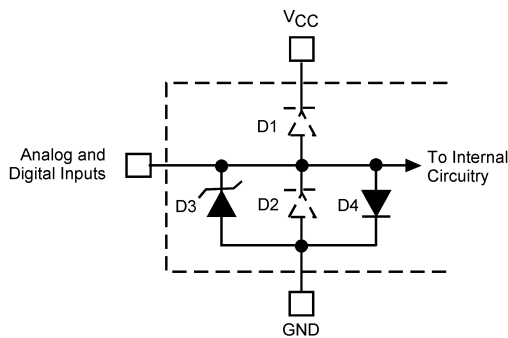 VCC
D1
Analog and
Digital Inputs
To Internal
Circuitry
D3
D2
D4
GND